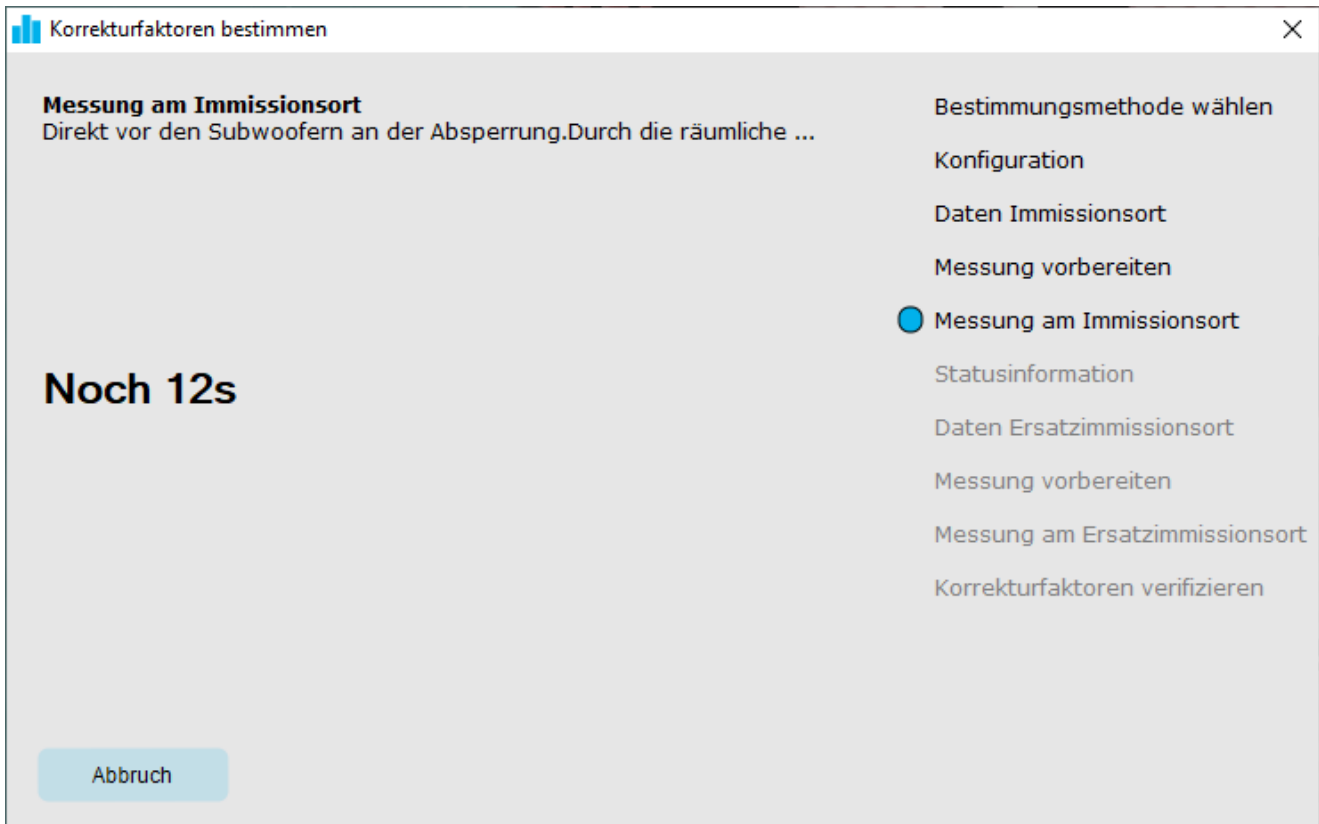 Korrekturfaktoren bestimmen
Messung am Immissionsort
Direkt vor den Subwoofern an der Absperrung.Durch die räumliche ...
Noch 12s
Abbruch
Bestimmungsmethode wählen
Konfiguration
Daten Immissionsort
Messung vorbereiten
Messung am Immissionsort
Statusinformation
Daten Ersatzimmissionsort
Messung vorbereiten
Messung am Ersatzimmissionsort
Korrekturfaktoren verifizieren